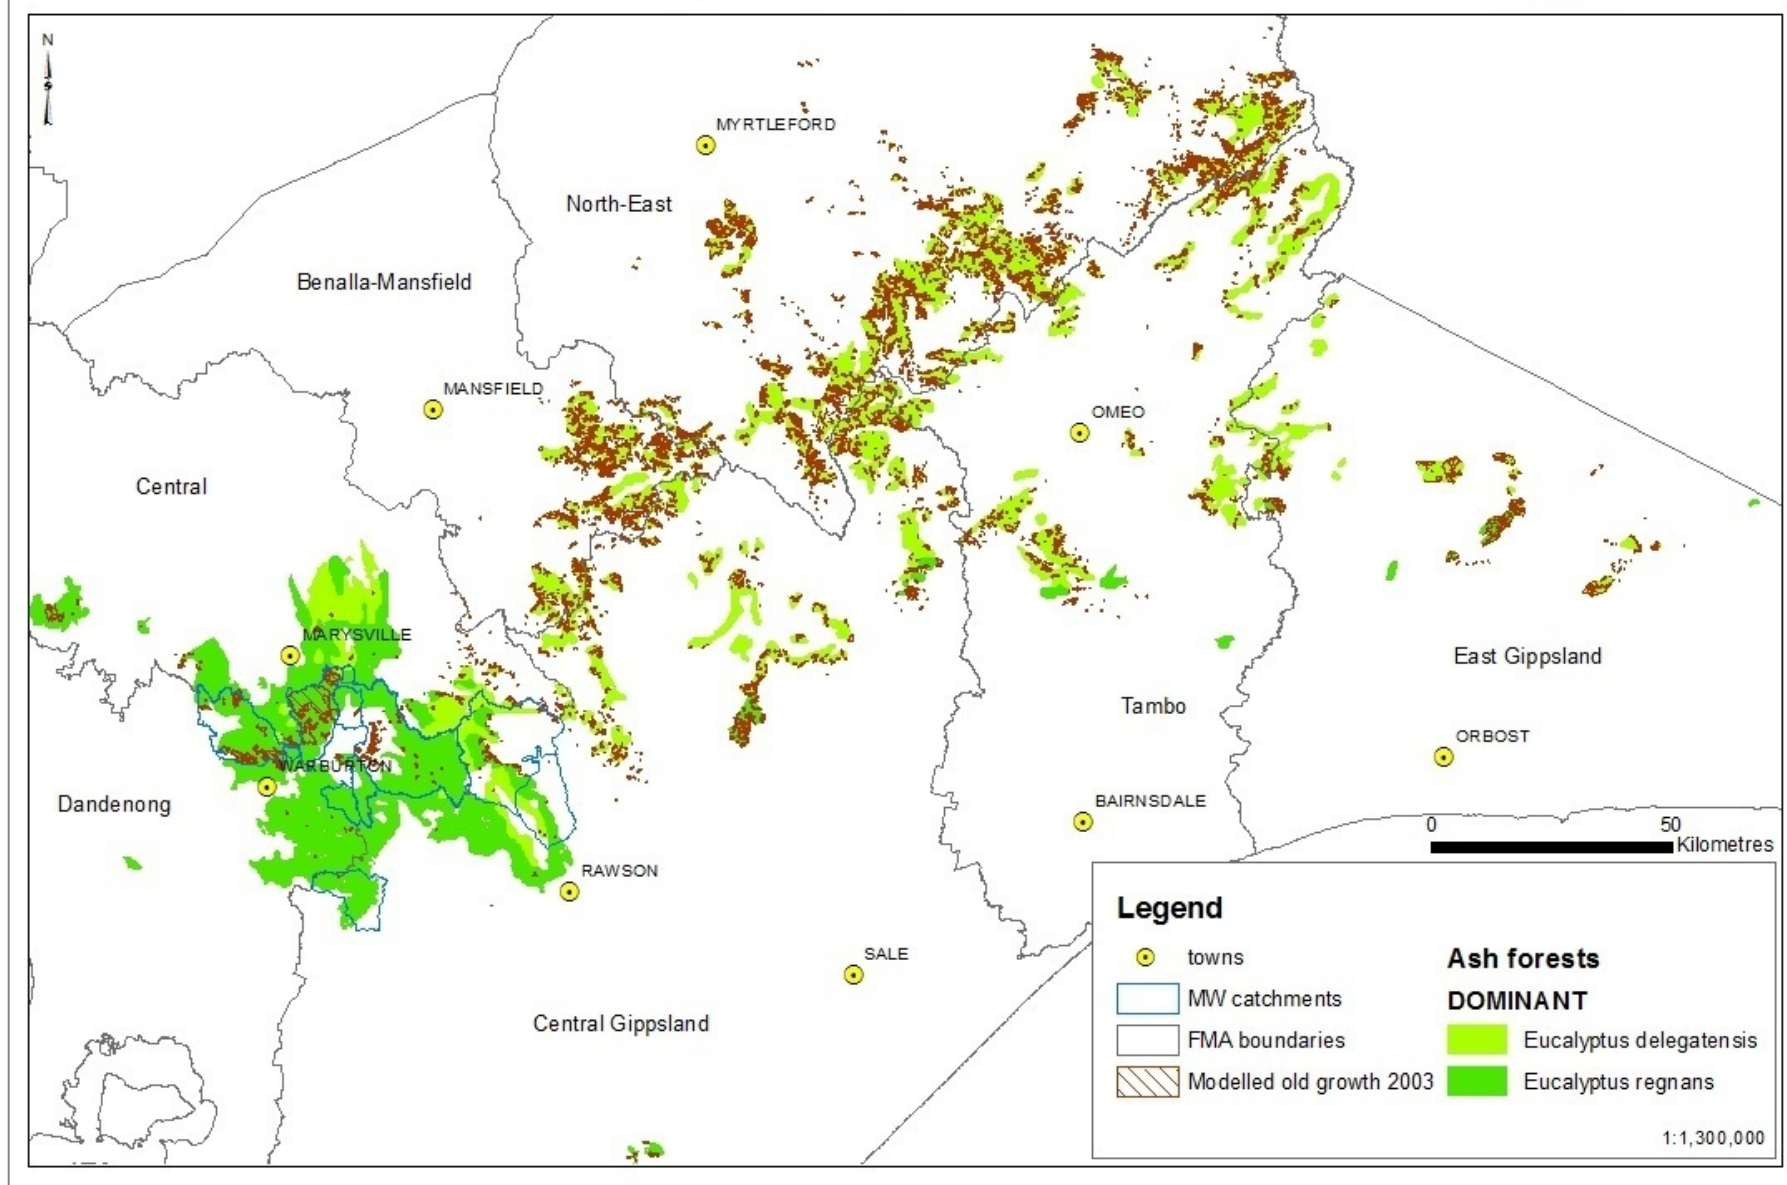 N
MYRTLEFORD
North-East
Benalla-Mansfield
MANSFIELD
OMEO
Central
MARYSVILLE
East Gippsland
Tambo
ORBOST
WARBURTON
Dandenong
BAIRNSDALE
0 50
Kilometres
RAWSON
SALE
Central Gippsland
Legend
towns
MW catchments
FMA boundaries
Modelled old growth 2003
Ash forests
DOMINANT
Eucalyptus delegatensis
Eucalyptus regnans
1:1,300,000